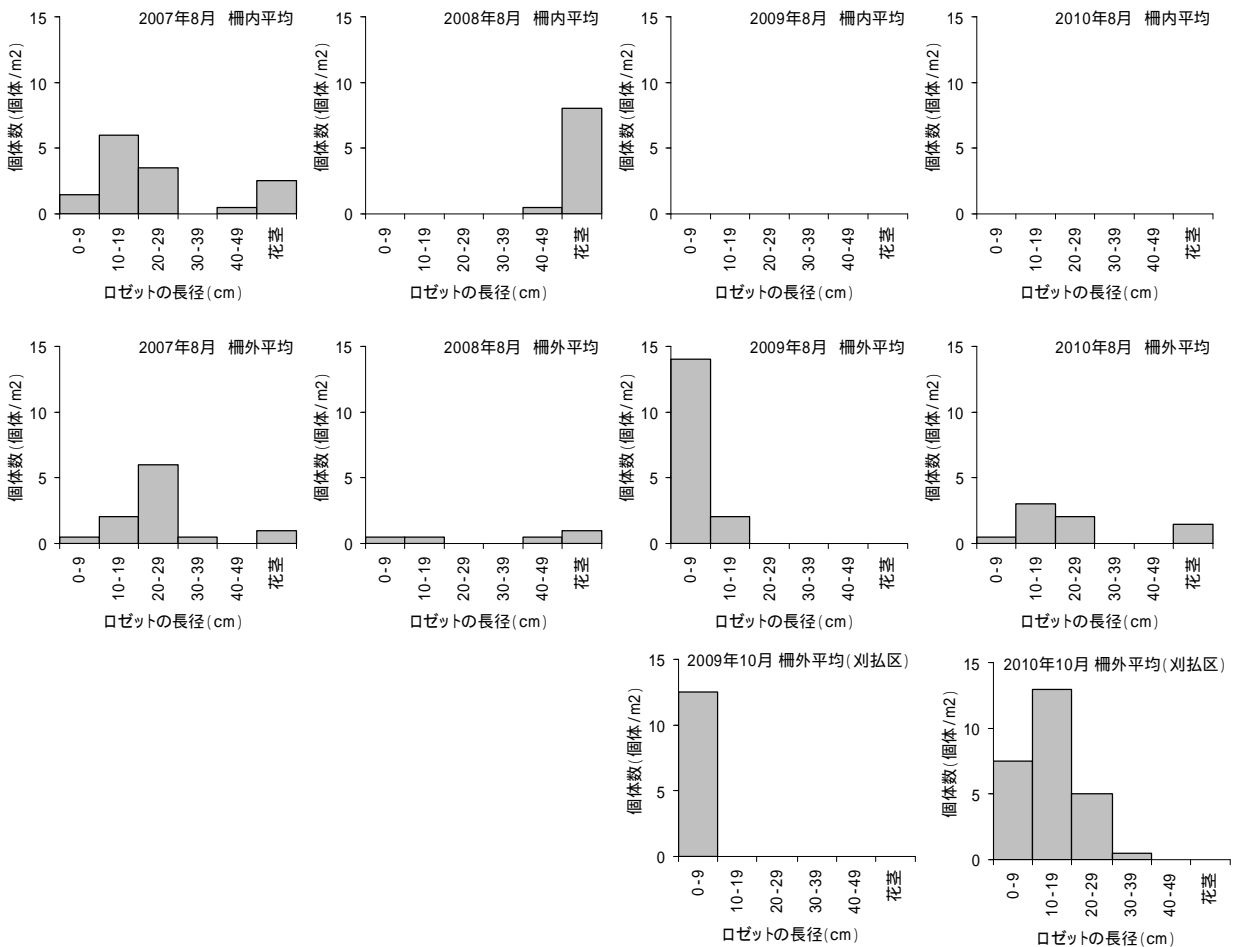 2007年8月 柵内平均
個体数(個体/m2)
15
10
5
0
0-9
10-19
20-29
30-39
40-49
花茎
ロゼットの長径(cm)
2008年8月 柵内平均
個体数(個体/m2)
15
10
5
0
0-9
10-19
20-29
30-39
40-49
花茎
ロゼットの長径(cm)
2009年8月 柵内平均
個体数(個体/m2)
15
10
5
0
0-9
10-19
20-29
30-39
40-49
花茎
ロゼットの長径(cm)
2010年8月 柵内平均
個体数(個体/m2)
15
10
5
0
0-9
10-19
20-29
30-39
40-49
花茎
ロゼットの長径(cm)
2007年8月 柵外平均
個体数(個体/m2)
15
10
5
0
0-9
10-19
20-29
30-39
40-49
花茎
ロゼットの長径(cm)
2008年8月 柵外平均
個体数(個体/m2)
15
10
5
0
0-9
10-19
20-29
30-39
40-49
花茎
ロゼットの長径(cm)
2009年8月 柵外平均
個体数(個体/m2)
15
10
5
0
0-9
10-19
20-29
30-39
40-49
花茎
ロゼットの長径(cm)
2010年8月 柵外平均
個体数(個体/m2)
15
10
5
0
0-9
10-19
20-29
30-39
40-49
花茎
ロゼットの長径(cm)
2009年10月 柵外平均(刈払区)
個体数(個体/m2)
15
10
5
0
0-9
10-19
20-29
30-39
40-49
花茎
ロゼットの長径(cm)
2010年10月 柵外平均(刈払区)
個体数(個体/m2)
15
10
5
0
0-9
10-19
20-29
30-39
40-49
花茎
ロゼットの長径(cm)